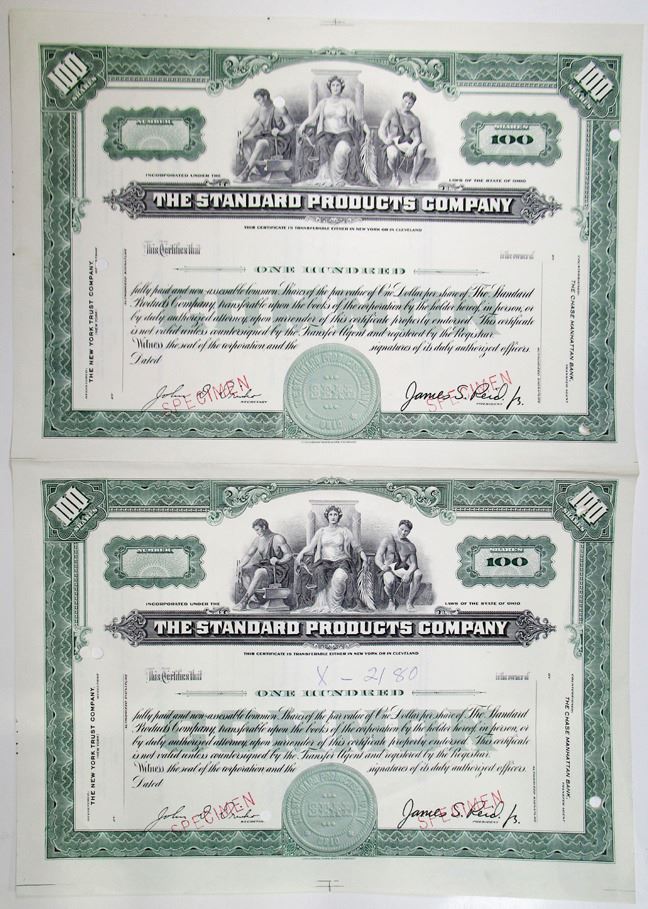 100 SHARES
100 SHARES
NUMBER
SHARES
100
INCORPORATED UNDER THE LAWS OF THE STATE OF OHIO
THE STANDARD PRODUCTS COMPANY
THIS CERTIFICATE IS TRANSFERABLE EITHER IN NEW YORK OR IN CLEVELAND
This Certifies that
is the owner of
ONE HUNDRED
fully paid and non-assessable Common Shares of the par value of One Dollar per share of The Standard
Products Company, transferable upon the books of the corporation by the holder hereof, in person, or
by duly authorized attorney, upon surrender of this certificate properly endorsed. This certificate
is not valid unless countersigned by the Transfer Agent and registered by the Registrar.
Witness the seal of the corporation and the signatures of its duly authorized officers.
Dated
THE NEW YORK TRUST COMPANY,
THE CHASE MANHATTAN BANK,
TRANSFER AGENT
SEAL
OHIO
SPECIMEN
SECRETARY
James S. Reid, Jr.
SPECIMEN
PRESIDENT
100 SHARES
100 SHARES
NUMBER
SHARES
100
INCORPORATED UNDER THE LAWS OF THE STATE OF OHIO
THE STANDARD PRODUCTS COMPANY
THIS CERTIFICATE IS TRANSFERABLE EITHER IN NEW YORK OR IN CLEVELAND
This Certifies that
X-2180
is the owner of
ONE HUNDRED
fully paid and non-assessable Common Shares of the par value of One Dollar per share of The Standard
Products Company, transferable upon the books of the corporation by the holder hereof, in person, or
by duly authorized attorney, upon surrender of this certificate properly endorsed. This certificate
is not valid unless countersigned by the Transfer Agent and registered by the Registrar.
Witness the seal of the corporation and the signatures of its duly authorized officers.
Dated
THE NEW YORK TRUST COMPANY,
THE CHASE MANHATTAN BANK,
TRANSFER AGENT
SEAL
OHIO
SPECIMEN
SECRETARY
James S. Reid, Jr.
SPECIMEN
PRESIDENT